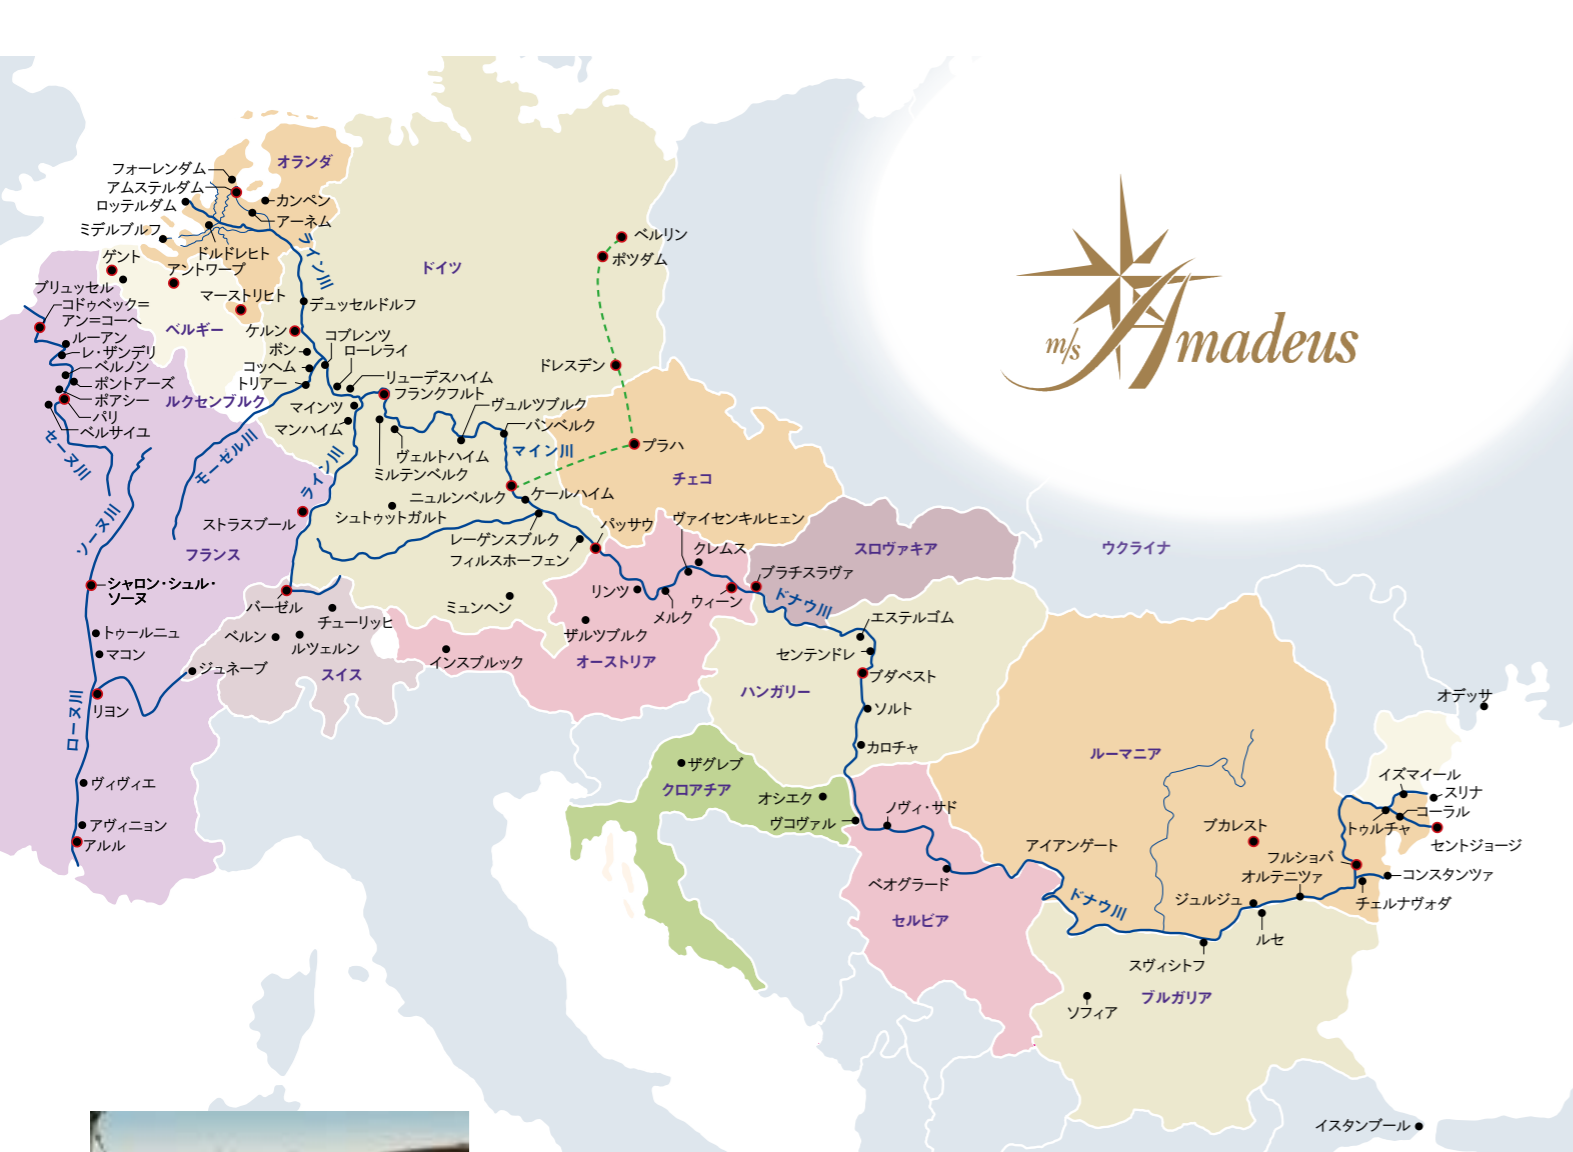 フォーレンダム
アムステルダム
ロッテルダム
ミデルブルフ
オランダ
カンペン
アーネム
ドルドレヒト
ゲント
アントワープ
ブリュッセル
マーストリヒト
ベルギー
コドゥベック=
アン=コーヘ
ルーアン
レ・ザンデリ
ベルノン
ポントアーズ
ポアシー
パリ
ベルサイユ
セーヌ川
ルクセンブルク
モーゼル川
ソーヌ川
フランス
シャロン・シュル・
ソーヌ
トゥールニュ
マコン
リヨン
ローヌ川
ヴィヴィエ
アヴィニョン
アルル
ライン川
ドイツ
デュッセルドルフ
ケルン
ボン
コッヘム
トリアー
コブレンツ
ローレライ
リューデスハイム
フランクフルト
マインツ
マンハイム
ライン川
ヴュルツブルク
バンベルク
ヴェルトハイム
ミルテンベルク
マイン川
ニュルンベルク
ケールハイム
シュトゥットガルト
ストラスブール
レーゲンスブルク
フィルスホーフェン
パッサウ
ミュンヘン
ベルリン
ポツダム
ドレスデン
プラハ
チェコ
バーゼル
チューリッヒ
ベルン
ルツェルン
ジュネーブ
スイス
ヴァイセンキルヒェン
クレムス
リンツ
メルク
ウィーン
ザルツブルク
インスブルック
オーストリア
ブラチスラヴァ
スロヴァキア
ドナウ川
ウクライナ
エステルゴム
センテンドレ
ブダペスト
ハンガリー
ソルト
カロチャ
ザグレブ
クロアチア
オシエク
ヴコヴァル
ノヴィ・サド
ベオグラード
セルビア
アイアンゲート
ドナウ川
ルーマニア
ブカレスト
フルショバ
オルテニツァ
ジュルジュ
ルセ
スヴィシトフ
ソフィア
ブルガリア
オデッサ
イズマイール
スリナ
コーラル
トゥルチャ
セントジョージ
コンスタンツァ
チェルナヴォダ
イスタンブール
m/s Amadeus